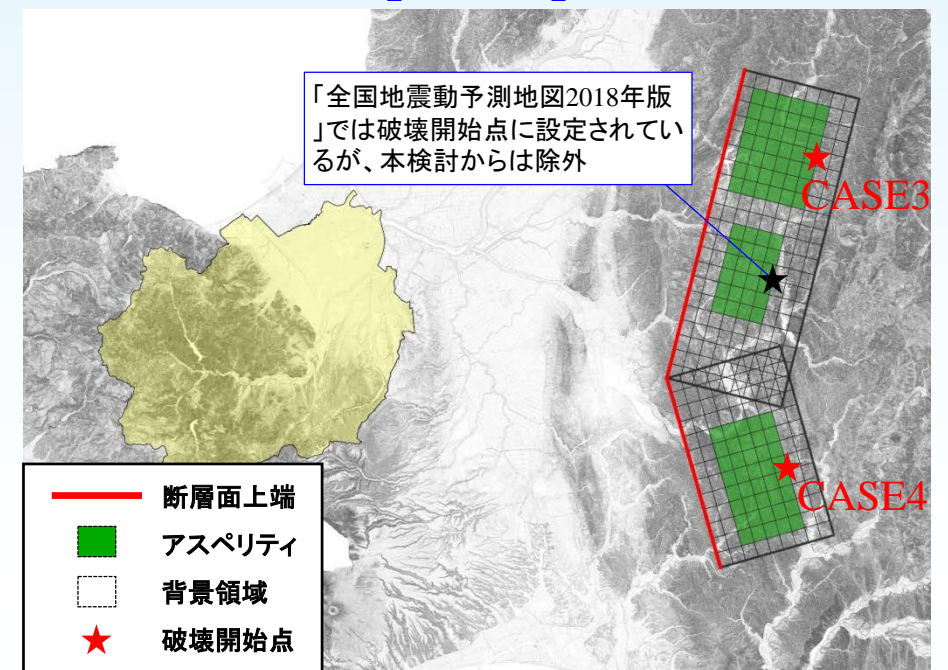 「全国地震動予測地図2018年版
」では破壊開始点に設定されてい
るが、本検討からは除外
CASE3
CASE4
断層面上端
アスペリティ
背景領域
破壊開始点